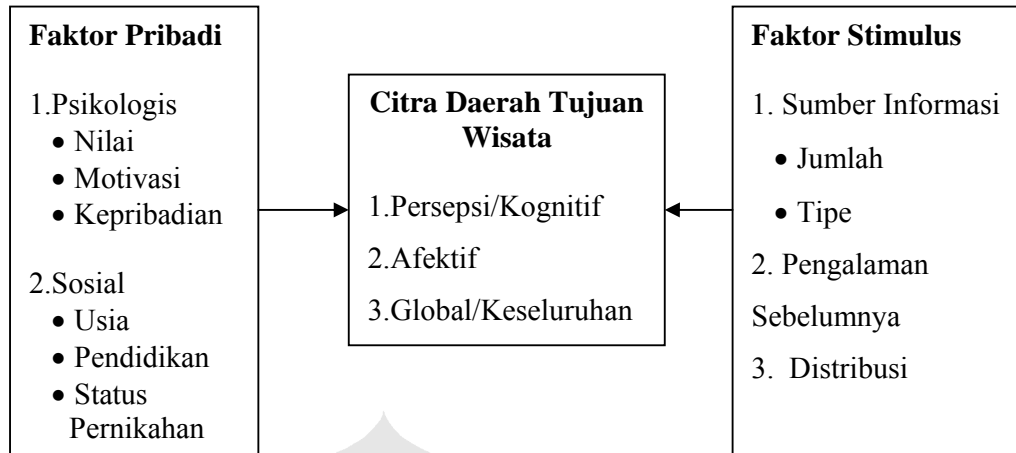 Faktor Pribadi
1.Psikologis
• Nilai
• Motivasi
• Kepribadian
2.Sosial
• Usia
• Pendidikan
• Status
Pernikahan
Citra Daerah Tujuan
Wisata
1.Persepsi/Kognitif
2.Afektif
3.Global/Keseluruhan
Faktor Stimulus
1. Sumber Informasi
• Jumlah
• Tipe
2. Pengalaman
Sebelumnya
3. Distribusi